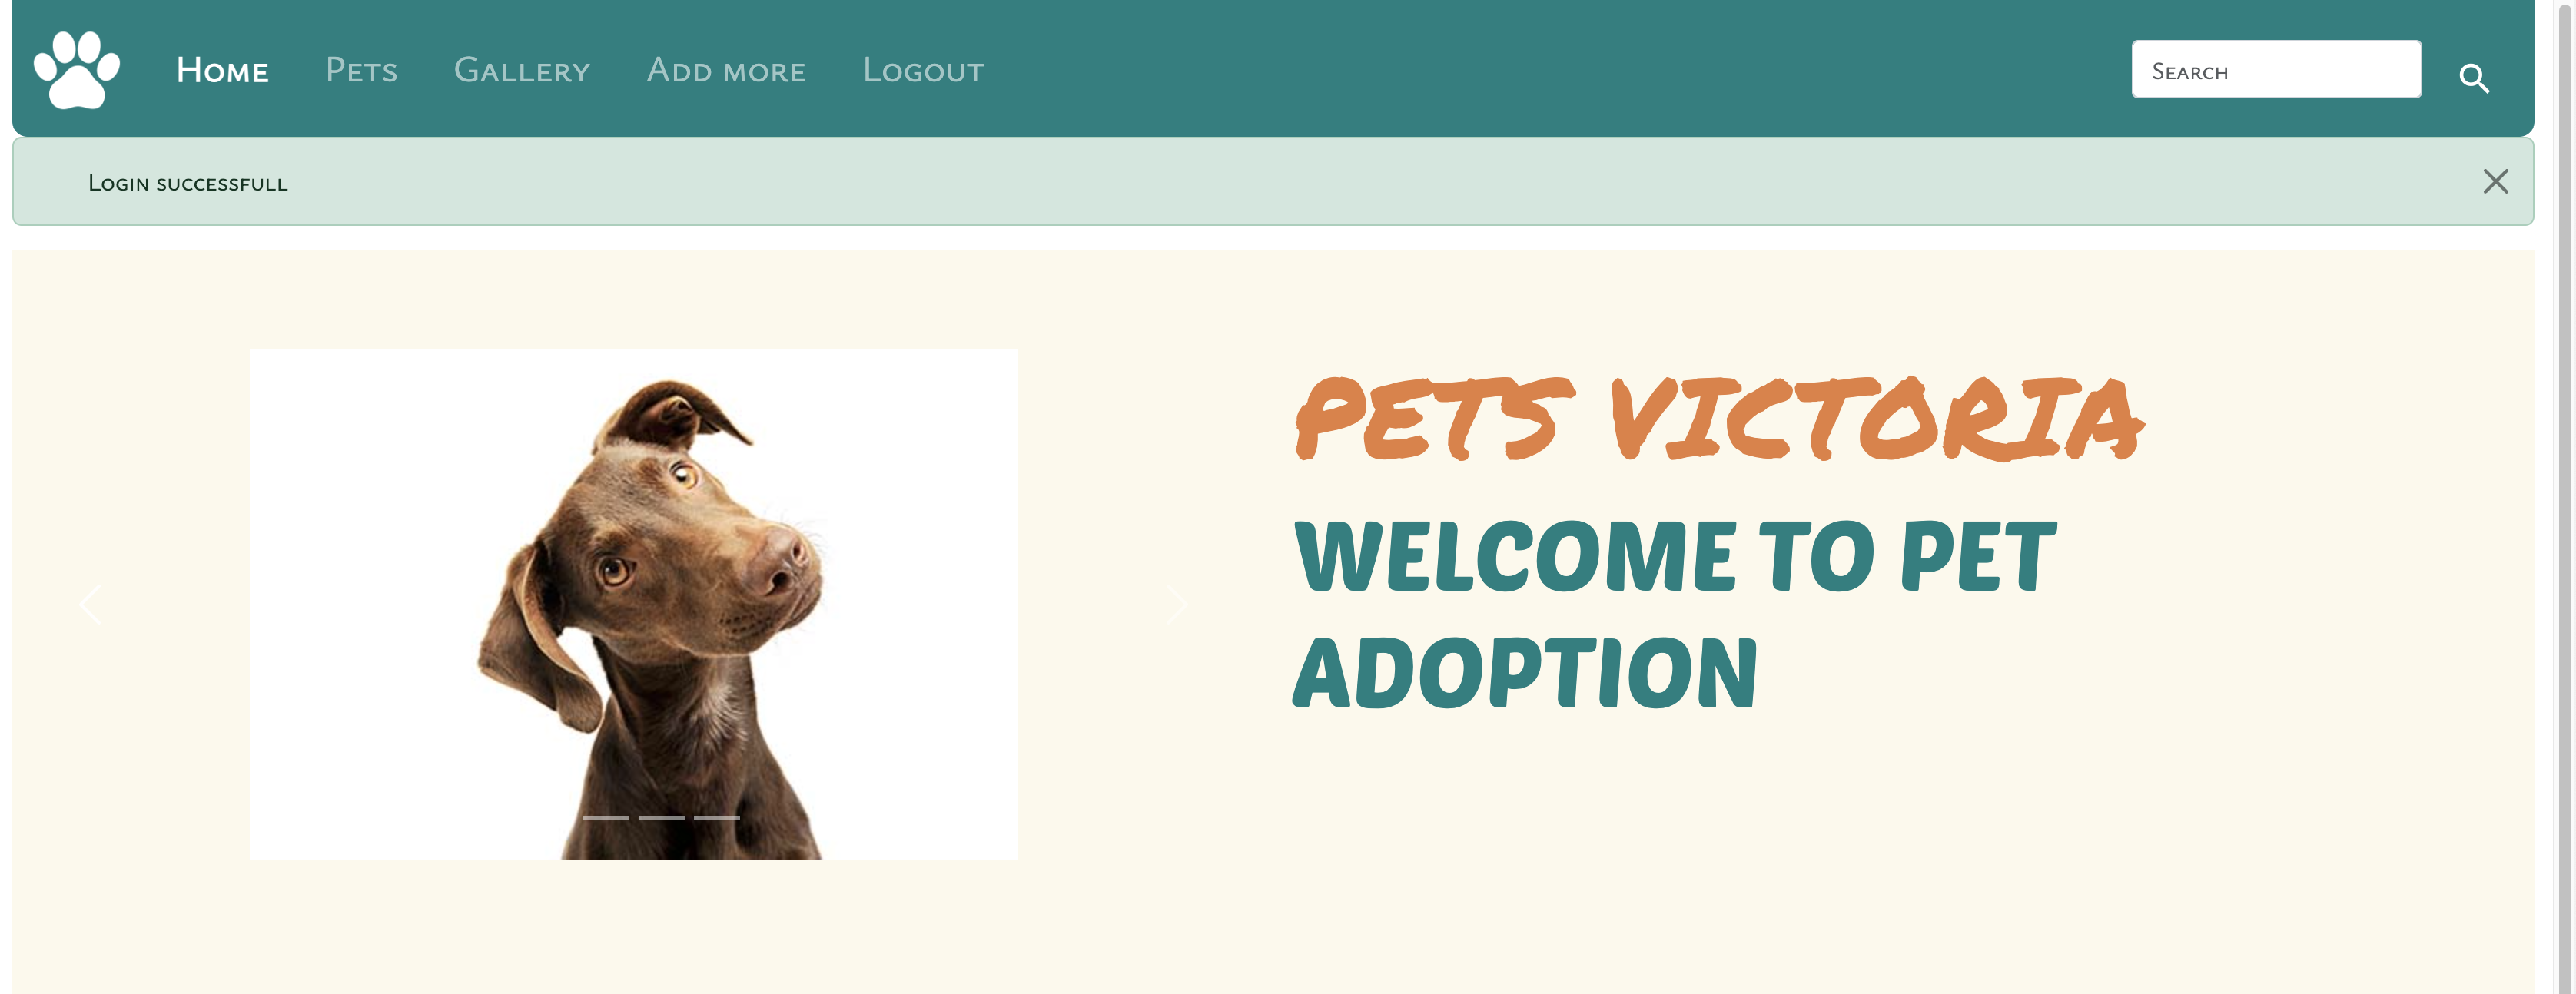 Home Pets Gallery Add more Logout Search
Login successfull
PETS VICTORIA
WELCOME TO PET
ADOPTION